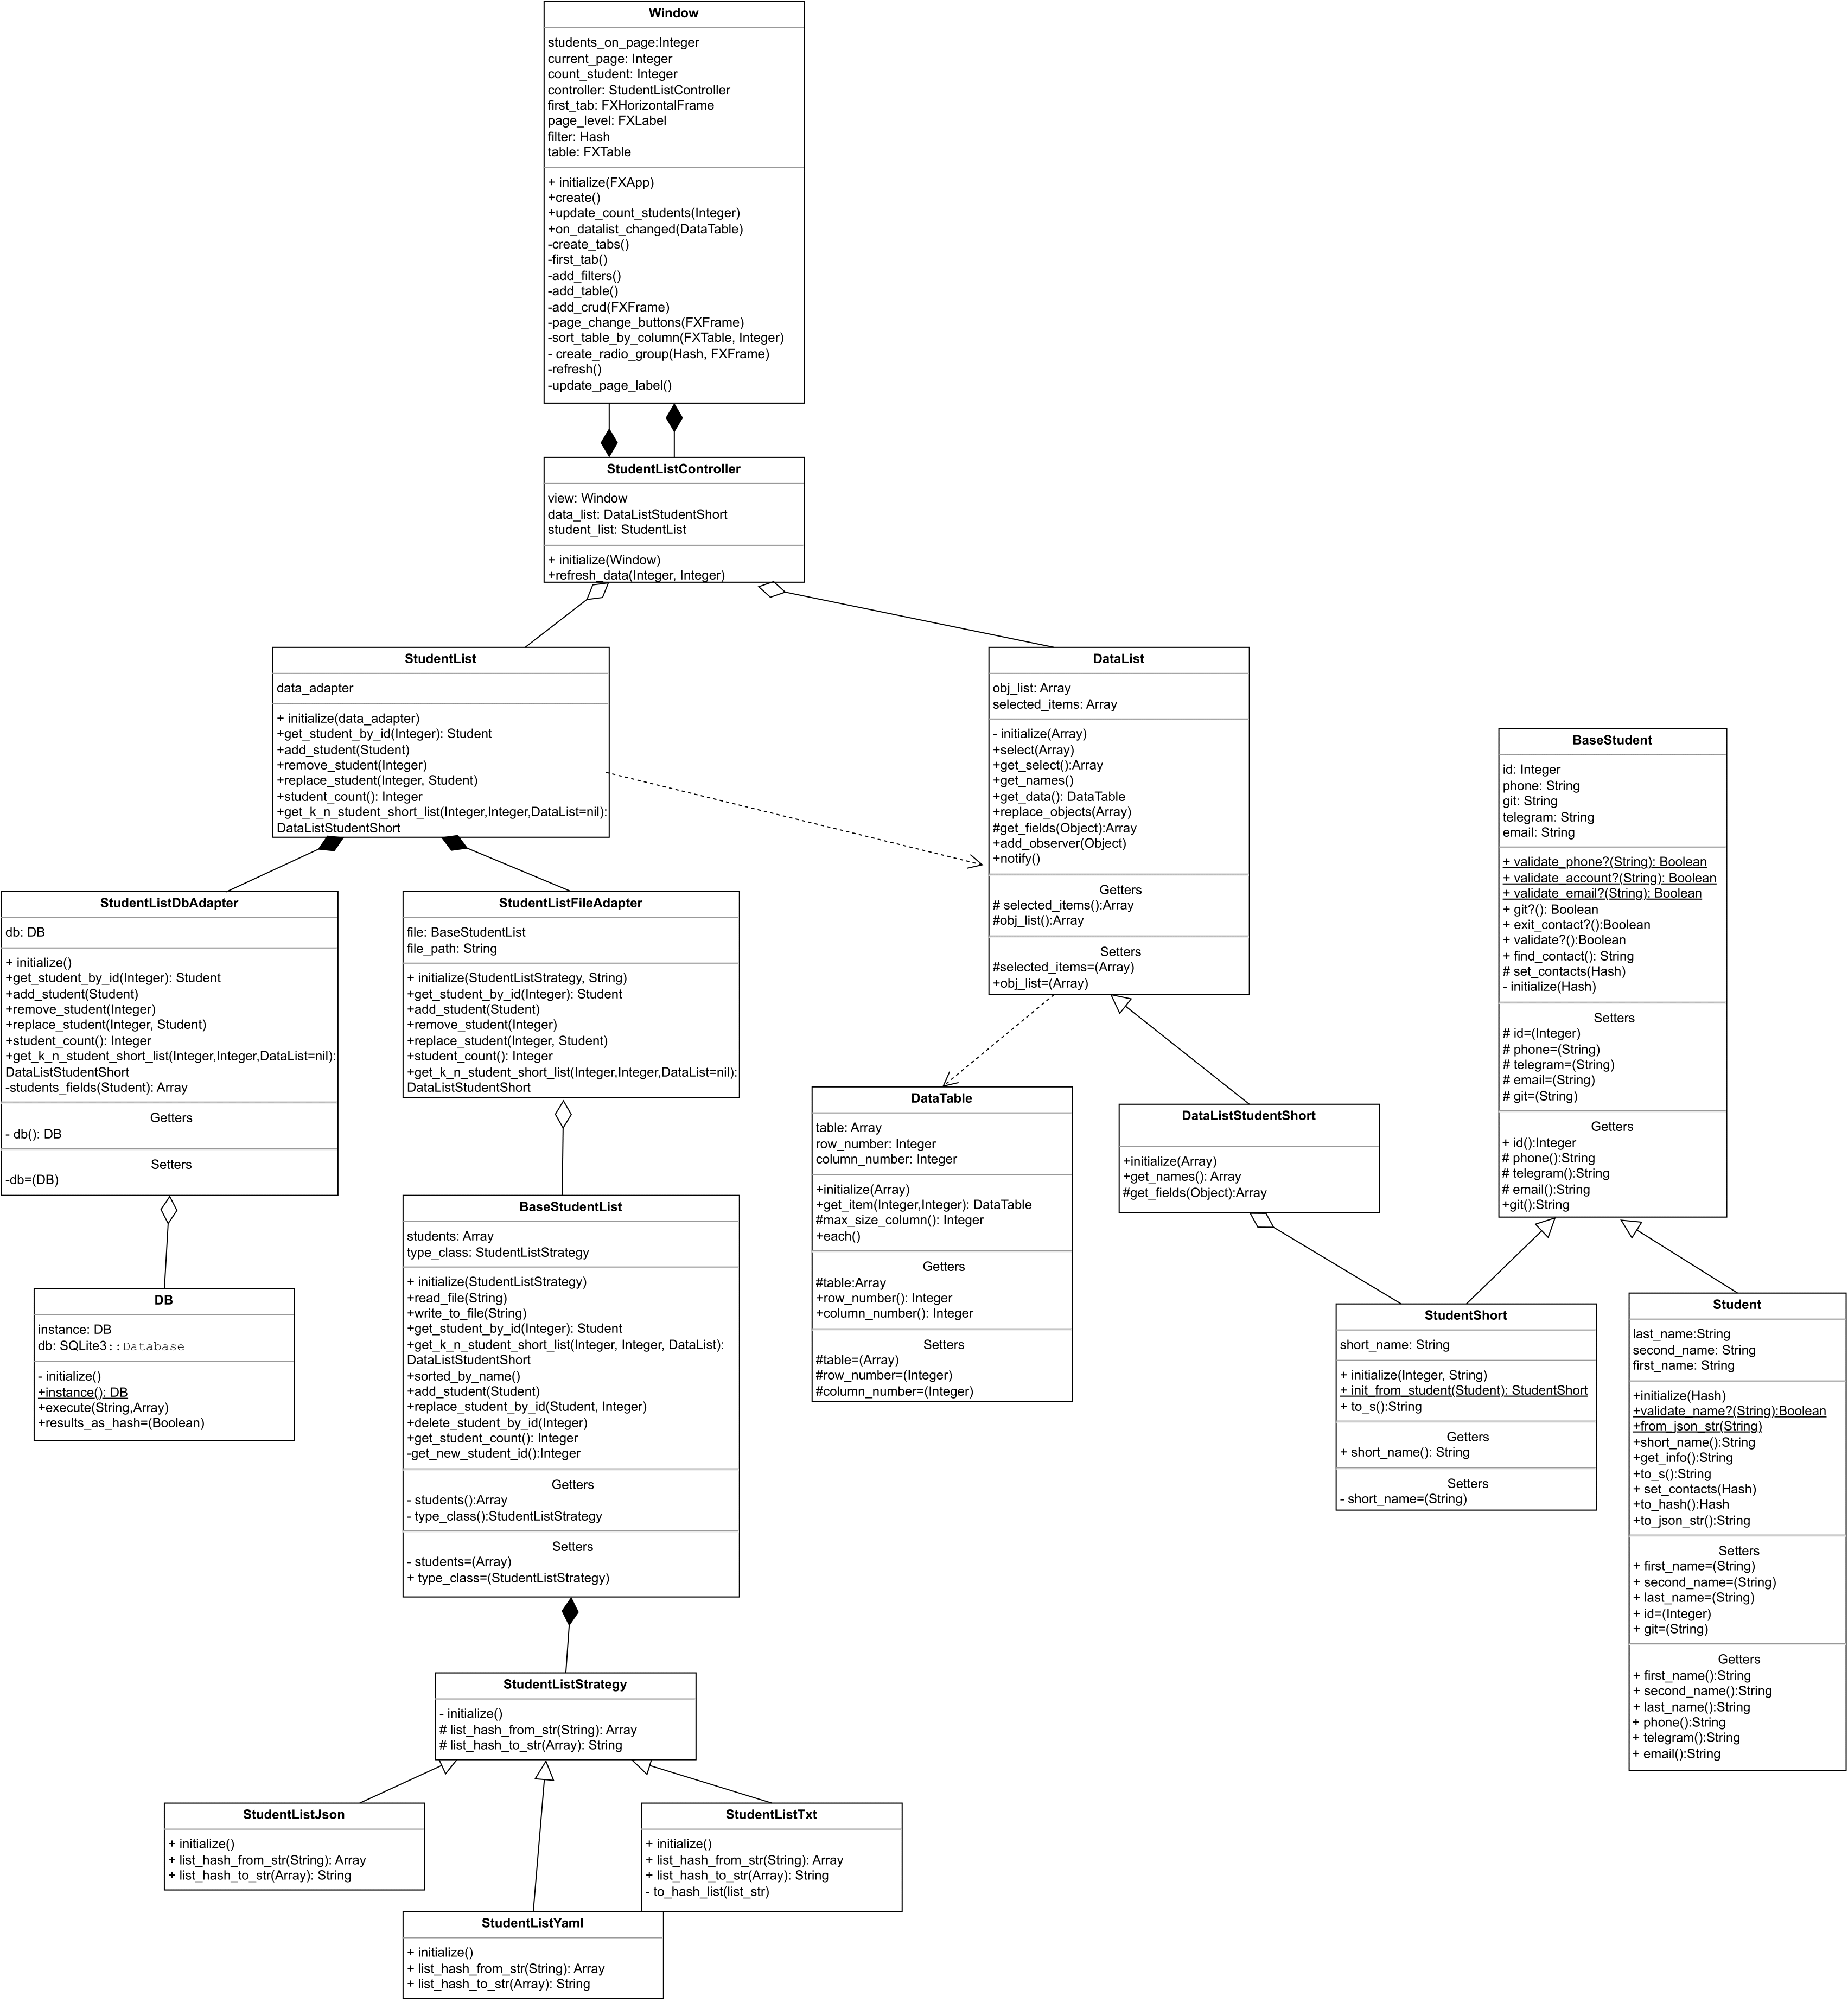 Window
students_on_page:Integer
current_page: Integer
count_student: Integer
controller: StudentListController
first_tab: FXHorizontalFrame
page_level: FXLabel
filter: Hash
table: FXTable
+ initialize(FXApp)
+create()
+update_count_students(Integer)
+on_datalist_changed(DataTable)
-create_tabs()
-first_tab()
-add_filters()
-add_table()
-add_crud(FXFrame)
-page_change_buttons(FXFrame)
-sort_table_by_column(FXTable, Integer)
- create_radio_group(Hash, FXFrame)
-refresh()
-update_page_label()
StudentListController
view: Window
data_list: DataListStudentShort
student_list: StudentList
+ initialize(Window)
+refresh_data(Integer, Integer)
StudentList
data_adapter
+ initialize(data_adapter)
+get_student_by_id(Integer): Student
+add_student(Student)
+remove_student(Integer)
+replace_student(Integer, Student)
+student_count(): Integer
+get_k_n_student_short_list(Integer,Integer,DataList=nil):
DataListStudentShort
DataList
obj_list: Array
selected_items: Array
- initialize(Array)
+select(Array)
+get_select():Array
+get_names()
+get_data(): DataTable
+replace_objects(Array)
#get_fields(Object):Array
+add_observer(Object)
+notify()
Getters
# selected_items():Array
#obj_list():Array
Setters
#selected_items=(Array)
+obj_list=(Array)
BaseStudent
id: Integer
phone: String
git: String
telegram: String
email: String
+ validate_phone?(String): Boolean
+ validate_account?(String): Boolean
+ validate_email?(String): Boolean
+ git?(): Boolean
+ exit_contact?():Boolean
+ validate?():Boolean
+ find_contact(): String
# set_contacts(Hash)
- initialize(Hash)
Setters
# id=(Integer)
# phone=(String)
# telegram=(String)
# email=(String)
# git=(String)
Getters
+ id():Integer
# phone():String
# telegram():String
# email():String
+git():String
StudentListDbAdapter
db: DB
+ initialize()
+get_student_by_id(Integer): Student
+add_student(Student)
+remove_student(Integer)
+replace_student(Integer, Student)
+student_count(): Integer
+get_k_n_student_short_list(Integer,Integer,DataList=nil):
DataListStudentShort
-students_fields(Student): Array
Getters
- db(): DB
Setters
-db=(DB)
StudentListFileAdapter
file: BaseStudentList
file_path: String
+ initialize(StudentListStrategy, String)
+get_student_by_id(Integer): Student
+add_student(Student)
+remove_student(Integer)
+replace_student(Integer, Student)
+student_count(): Integer
+get_k_n_student_short_list(Integer,Integer,DataList=nil):
DataListStudentShort
DataTable
table: Array
row_number: Integer
column_number: Integer
+initialize(Array)
+get_item(Integer,Integer): DataTable
#max_size_column(): Integer
+each()
Getters
#table:Array
+row_number(): Integer
+column_number(): Integer
Setters
#table=(Array)
#row_number=(Integer)
#column_number=(Integer)
DataListStudentShort
+initialize(Array)
+get_names(): Array
#get_fields(Object):Array
DB
instance: DB
db: SQLite3::Database
- initialize()
+instance(): DB
+execute(String,Array)
+results_as_hash=(Boolean)
BaseStudentList
students: Array
type_class: StudentListStrategy
+ initialize(StudentListStrategy)
+read_file(String)
+write_to_file(String)
+get_student_by_id(Integer): Student
+get_k_n_student_short_list(Integer, Integer, DataList):
DataListStudentShort
+sorted_by_name()
+add_student(Student)
+replace_student_by_id(Student, Integer)
+delete_student_by_id(Integer)
+get_student_count(): Integer
-get_new_student_id():Integer
Getters
- students():Array
- type_class():StudentListStrategy
Setters
- students=(Array)
+ type_class=(StudentListStrategy)
StudentShort
short_name: String
+ initialize(Integer, String)
+ init_from_student(Student): StudentShort
+ to_s():String
Getters
+ short_name(): String
Setters
- short_name=(String)
Student
last_name:String
second_name: String
first_name: String
+initialize(Hash)
+validate_name?(String):Boolean
+from_json_str(String)
+short_name():String
+get_info():String
+to_s():String
+ set_contacts(Hash)
+to_hash():Hash
+to_json_str():String
Setters
+ first_name=(String)
+ second_name=(String)
+ last_name=(String)
+ id=(Integer)
+ git=(String)
Getters
+ first_name():String
+ second_name():String
+ last_name():String
+ phone():String
+ telegram():String
+ email():String
StudentListStrategy
- initialize()
# list_hash_from_str(String): Array
# list_hash_to_str(Array): String
StudentListJson
+ initialize()
+ list_hash_from_str(String): Array
+ list_hash_to_str(Array): String
StudentListTxt
+ initialize()
+ list_hash_from_str(String): Array
+ list_hash_to_str(Array): String
- to_hash_list(list_str)
StudentListYaml
+ initialize()
+ list_hash_from_str(String): Array
+ list_hash_to_str(Array): String